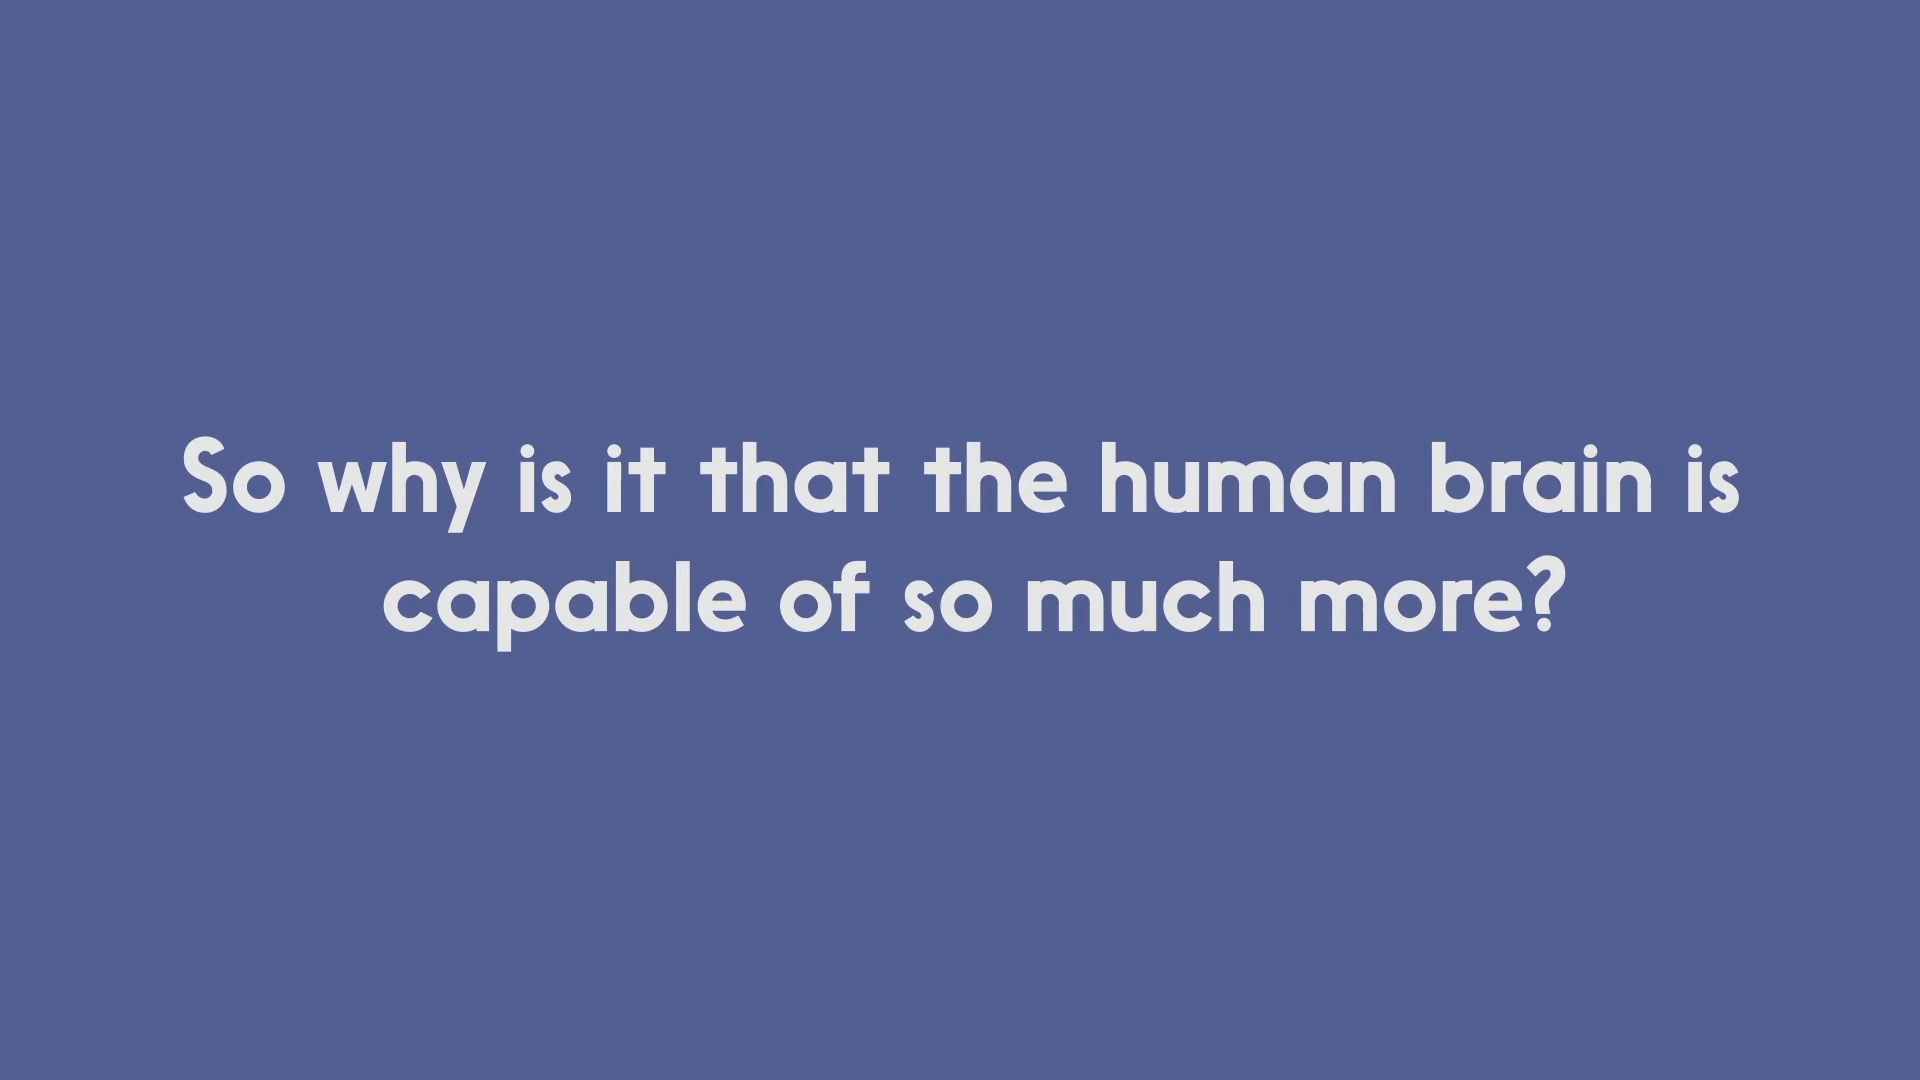 So why is it that the human brain is
capable of so much more?